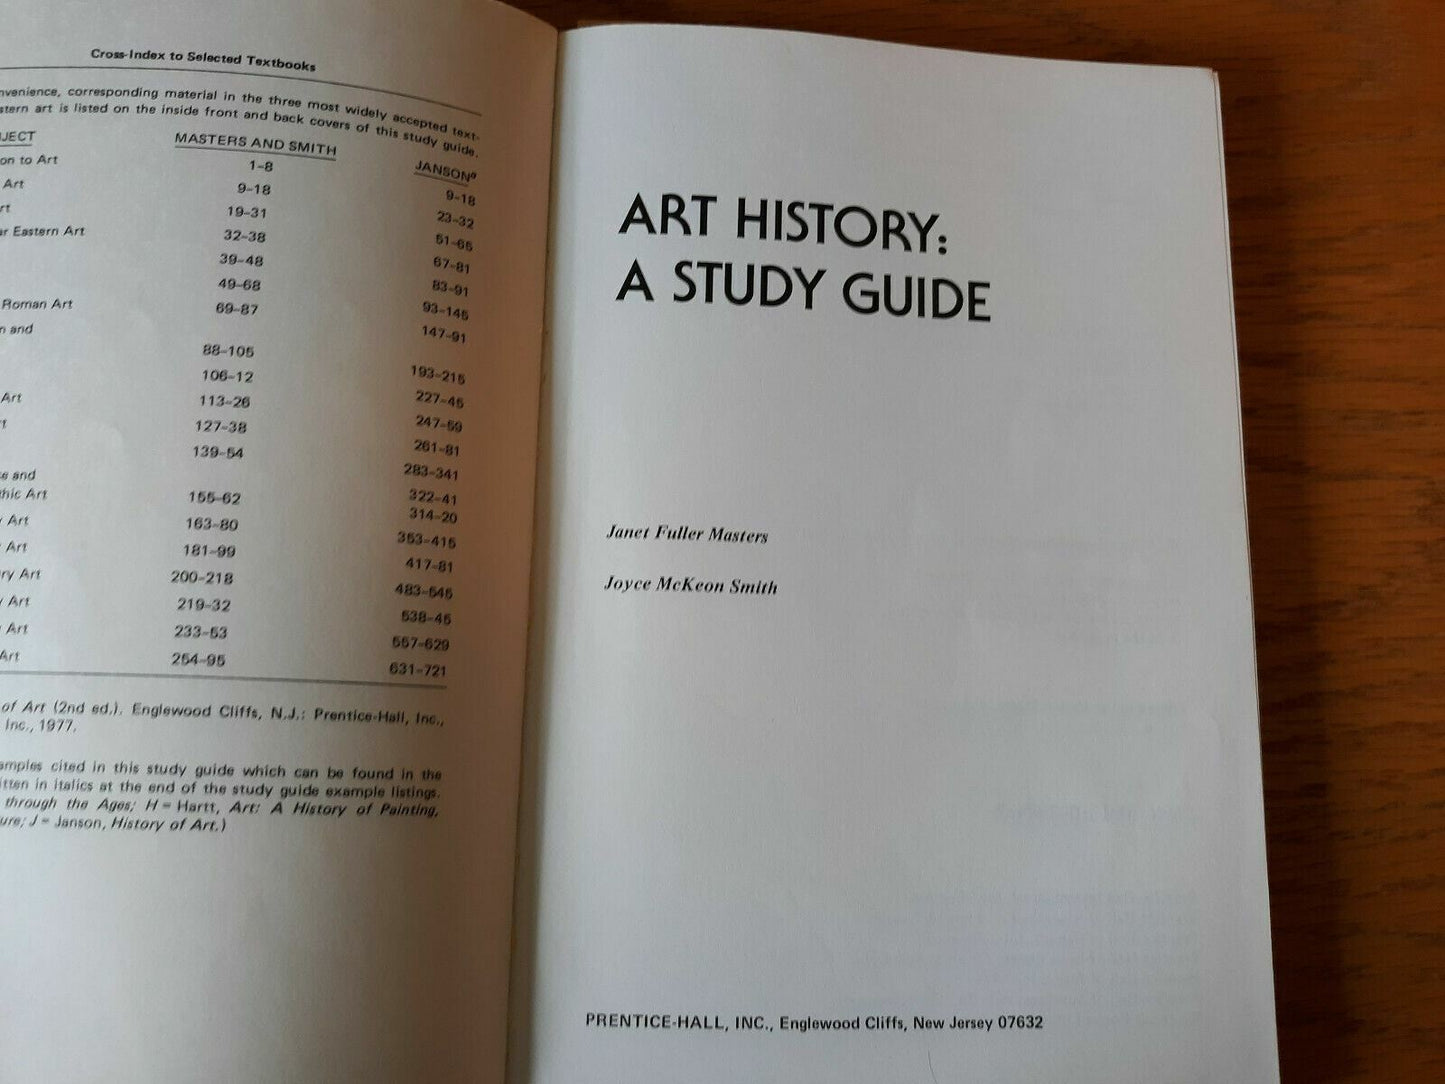 Cross-Index to Selected Textbooks
nvenience, corresponding material in the three most widely accepted text-
stern art is listed on the inside front and back covers of this study guide.
JECT MASTERS AND SMITH JANSONa
on to Art 1–8 9–18
Art 9–18 23–32
rt 19–31 51–65
ar Eastern Art 32–38 67–81
39–48 83–91
49–68 93–145
Roman Art 69–87 147–91
n and
88–105 193–215
106–12 227–45
Art 113–26 247–59
t 127–38 261–81
139–54 283–341
e and
hic Art 155–62 322–41
314–20
y Art 163–80 353–415
Art 181–99 417–81
ry Art 200–218 483–545
y Art 219–32 538–45
Art 233–53 557–629
Art 254–95 631–721
of Art (2nd ed.). Englewood Cliffs, N.J.: Prentice-Hall, Inc.,
Inc., 1977.
amples cited in this study guide which can be found in the
itten in italics at the end of the study guide example listings.
through the Ages; H = Hartt, Art: A History of Painting,
ure; J = Janson, History of Art.)
ART HISTORY:
A STUDY GUIDE
Janet Fuller Masters
Joyce McKeon Smith
PRENTICE-HALL, INC., Englewood Cliffs, New Jersey 07632